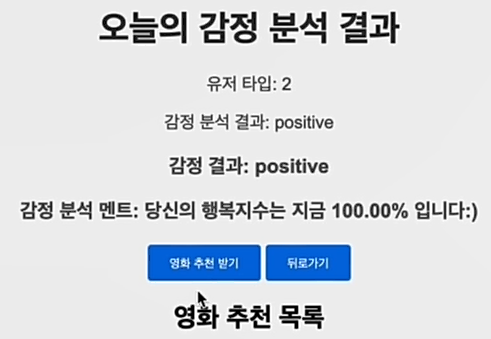 오늘의 감정 분석 결과
유저 타입: 2
감정 분석 결과: positive
감정 결과: positive
감정 분석 멘트: 당신의 행복지수는 지금 100.00% 입니다:)
영화 추천 받기 뒤로가기
영화 추천 목록